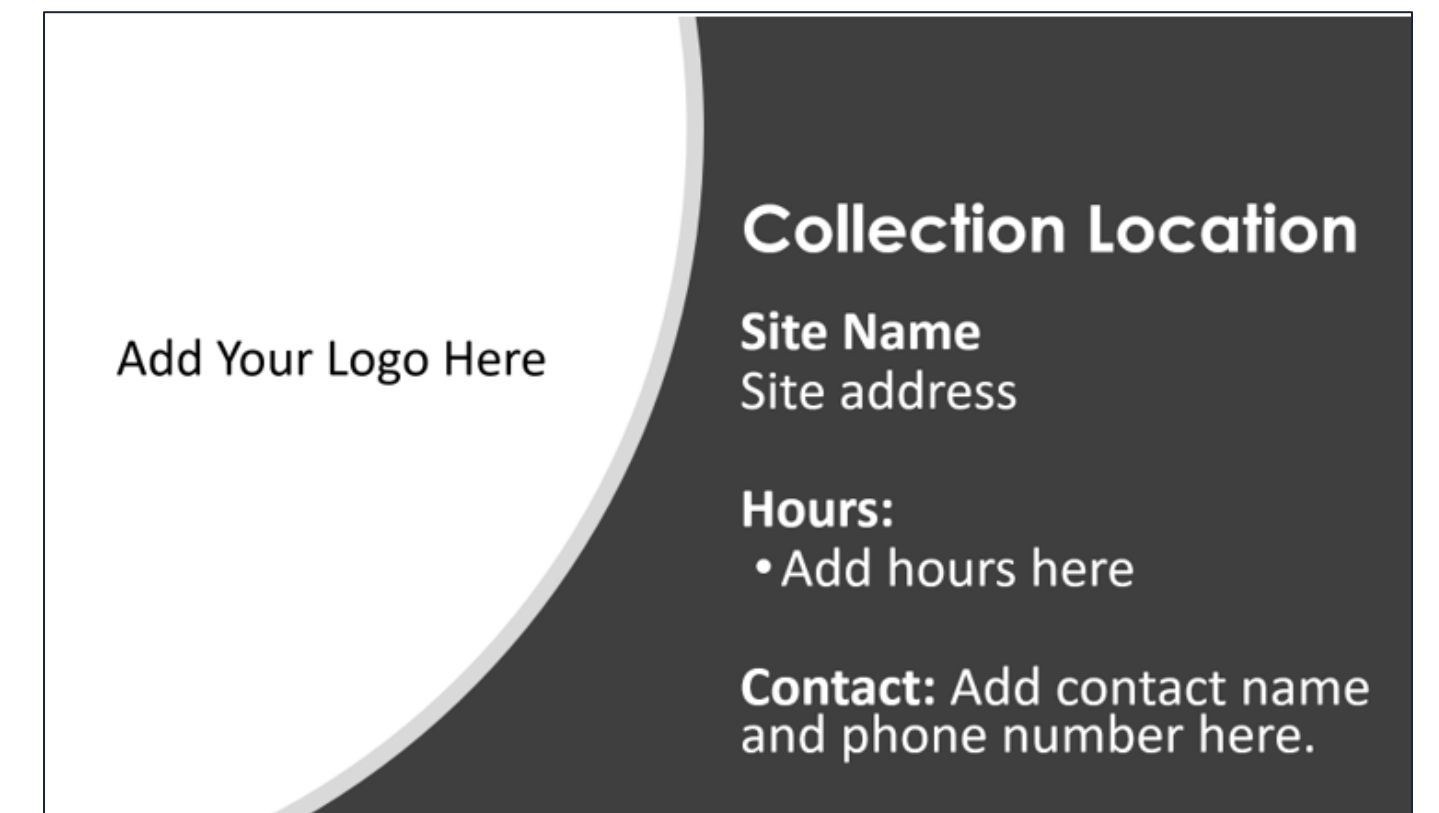 Add Your Logo Here
Collection Location
Site Name
Site address
Hours:
• Add hours here
Contact: Add contact name
and phone number here.